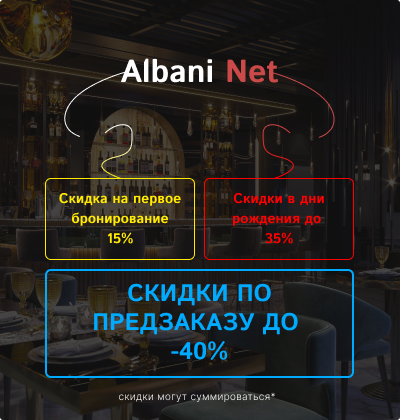 Albani Net
Скидка на первое
бронирование
15%
Скидки в дни
рождения до
35%
СКИДКИ ПО
ПРЕДЗАКАЗУ ДО
-40%
скидки могут суммироваться*